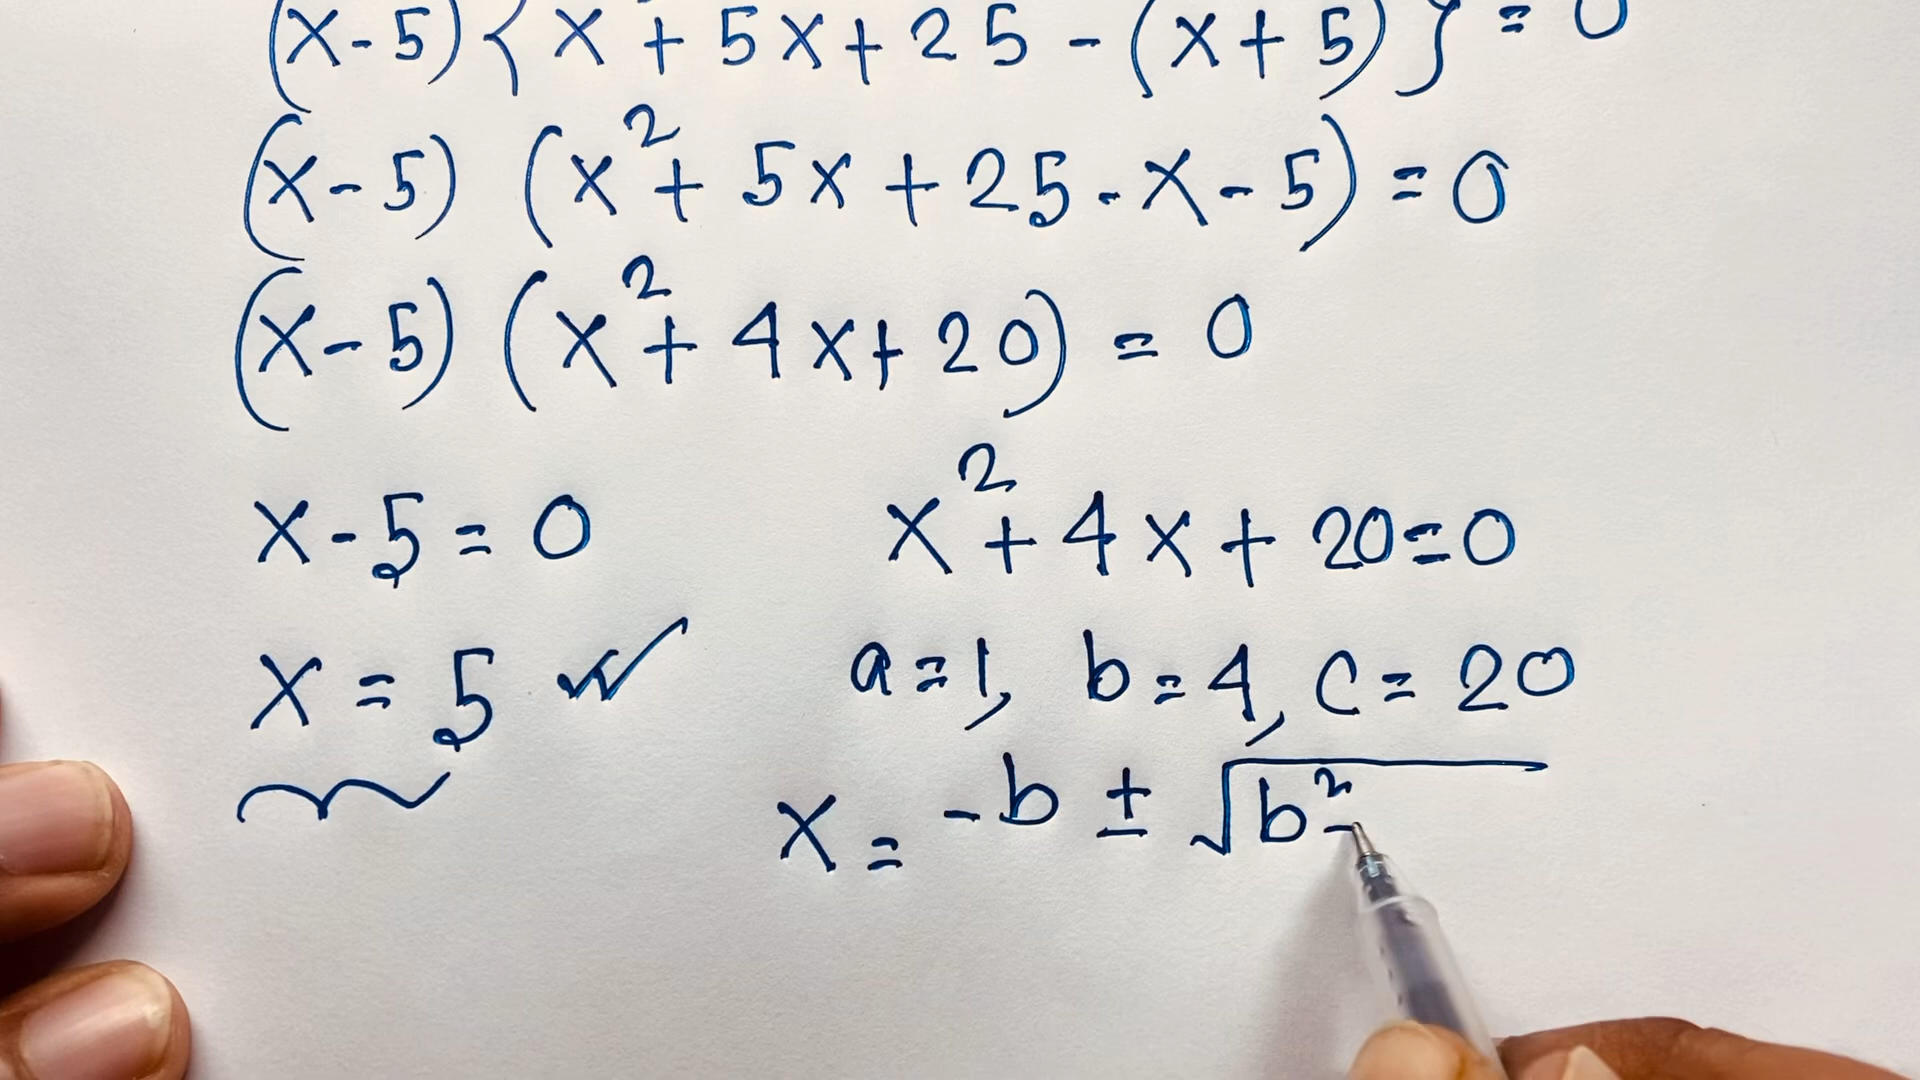 (x-5){x²+5x+25-(x+5)}=0
(x-5) (x²+5x+25-x-5)=0
(x-5) (x²+4x+20)=0
x-5=0
x=5
x²+4x+20=0
a=1, b=4, c=20
x=-b±√b²-